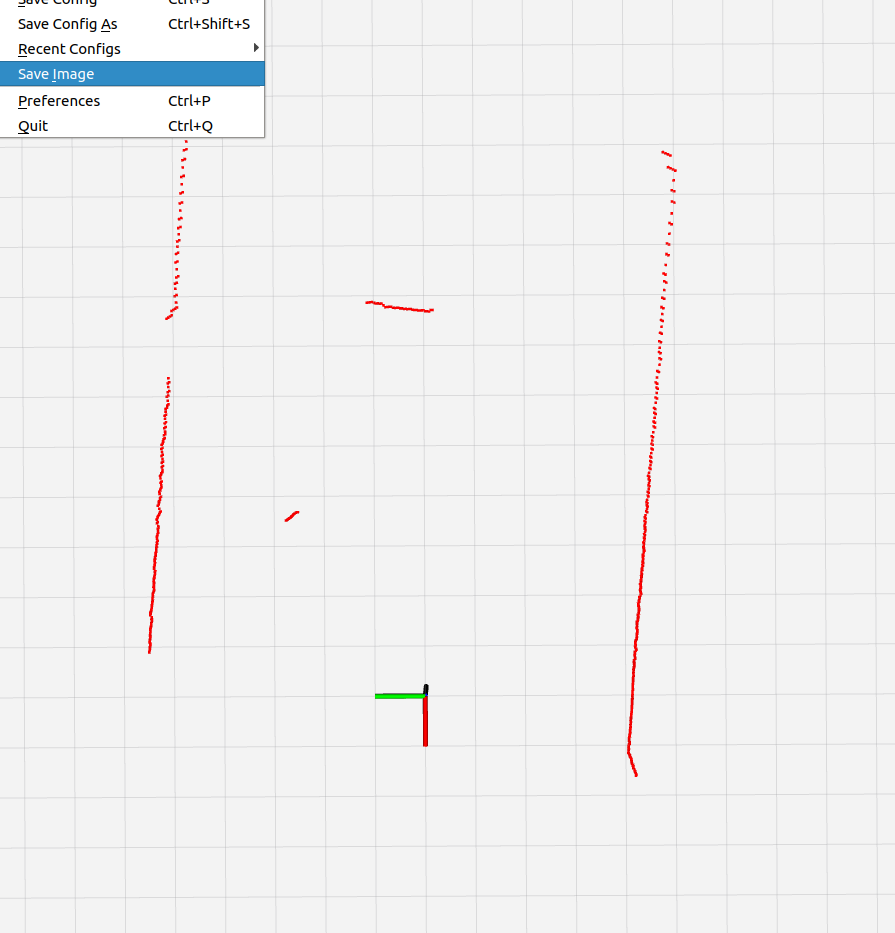 Save Config Ctrl+S
Save Config As Ctrl+Shift+S
Recent Configs
Save Image
Preferences Ctrl+P
Quit Ctrl+Q